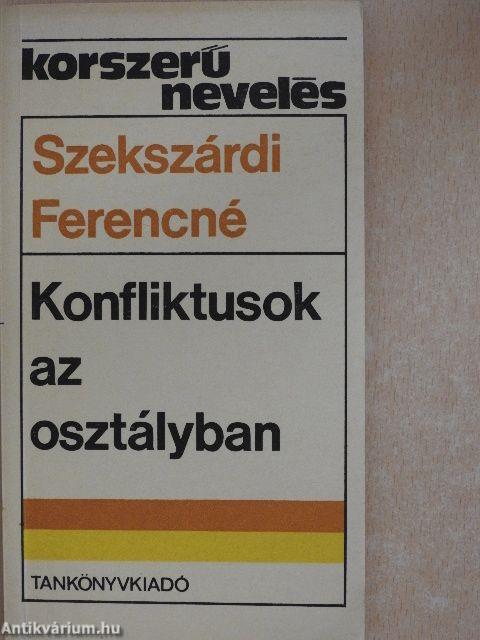 korszerű
nevelés
Szekszárdi
Ferencné
Konfliktusok
az
osztályban
TANKÖNYVKIADÓ
Antikvárium.hu